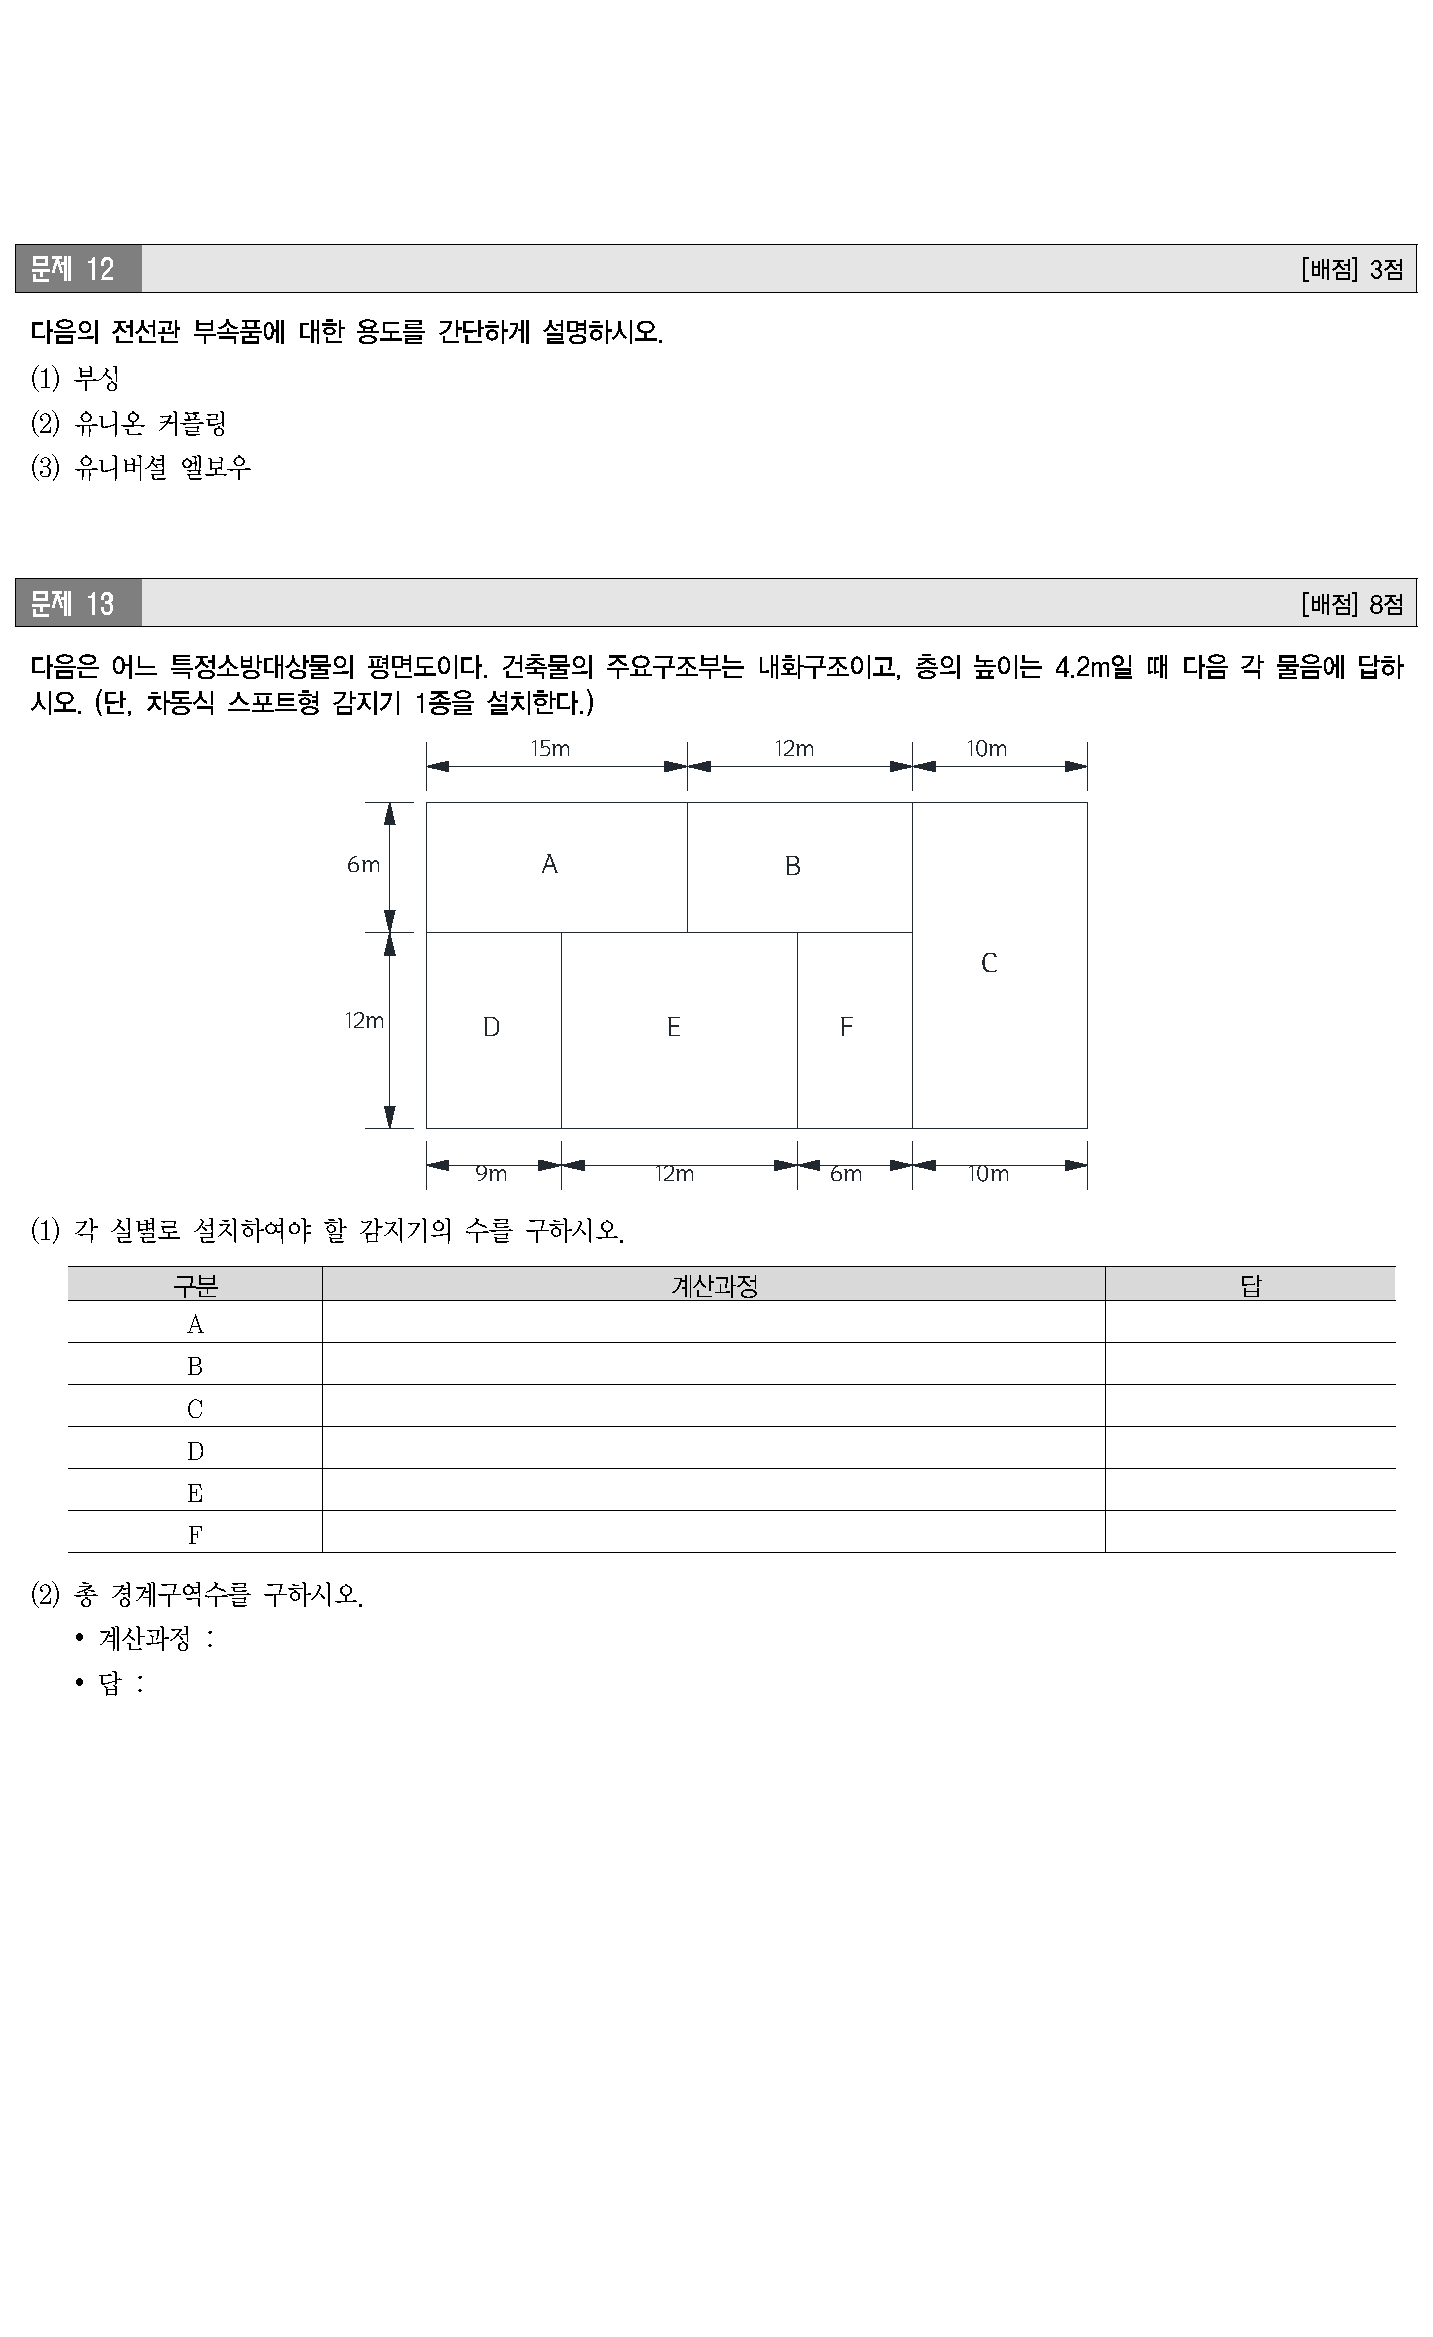 문제 12 [배점] 3점
다음의 전선관 부속품에 대한 용도를 간단하게 설명하시오.
(1) 부싱
(2) 유니온 커플링
(3) 유니버셜 엘보우
문제 13 [배점] 8점
다음은 어느 특정소방대상물의 평면도이다. 건축물의 주요구조부는 내화구조이고, 층의 높이는 4.2m일 때 다음 각 물음에 답하
시오. (단, 차동식 스포트형 감지기 1종을 설치한다.)
15m 12m 10m
6m A B
C
12m D E F
9m 12m 6m 10m
(1) 각 실별로 설치하여야 할 감지기의 수를 구하시오.
구분 계산과정 답
A
B
C
D
E
F
(2) 총 경계구역수를 구하시오.
• 계산과정 :
• 답 :